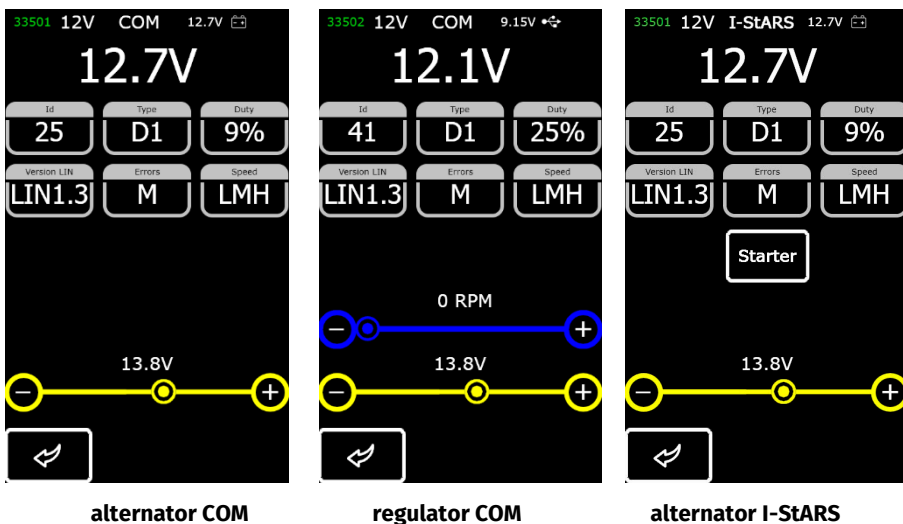 33501 12V COM 12.7V
12.7V
Id Type Duty
25 D1 9%
Version LIN Errors Speed
LIN1.3 M LMH
13.8V
alternator COM
33502 12V COM 9.15V
12.1V
Id Type Duty
41 D1 25%
Version LIN Errors Speed
LIN1.3 M LMH
0 RPM
13.8V
regulator COM
33501 12V I-StARS 12.7V
12.7V
Id Type Duty
25 D1 9%
Version LIN Errors Speed
LIN1.3 M LMH
Starter
13.8V
alternator I-StARS